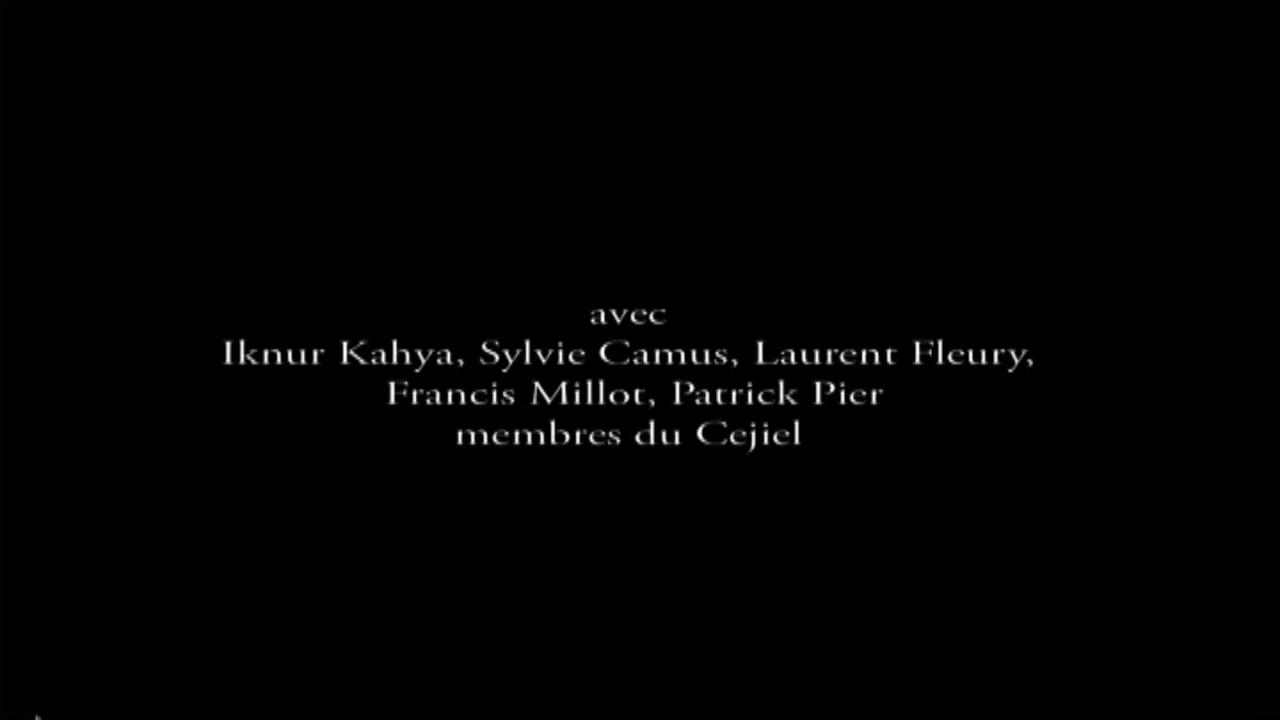 avec
Iknur Kahya, Sylvie Camus, Laurent Fleury,
Francis Millot, Patrick Pier
membres du Cejiel